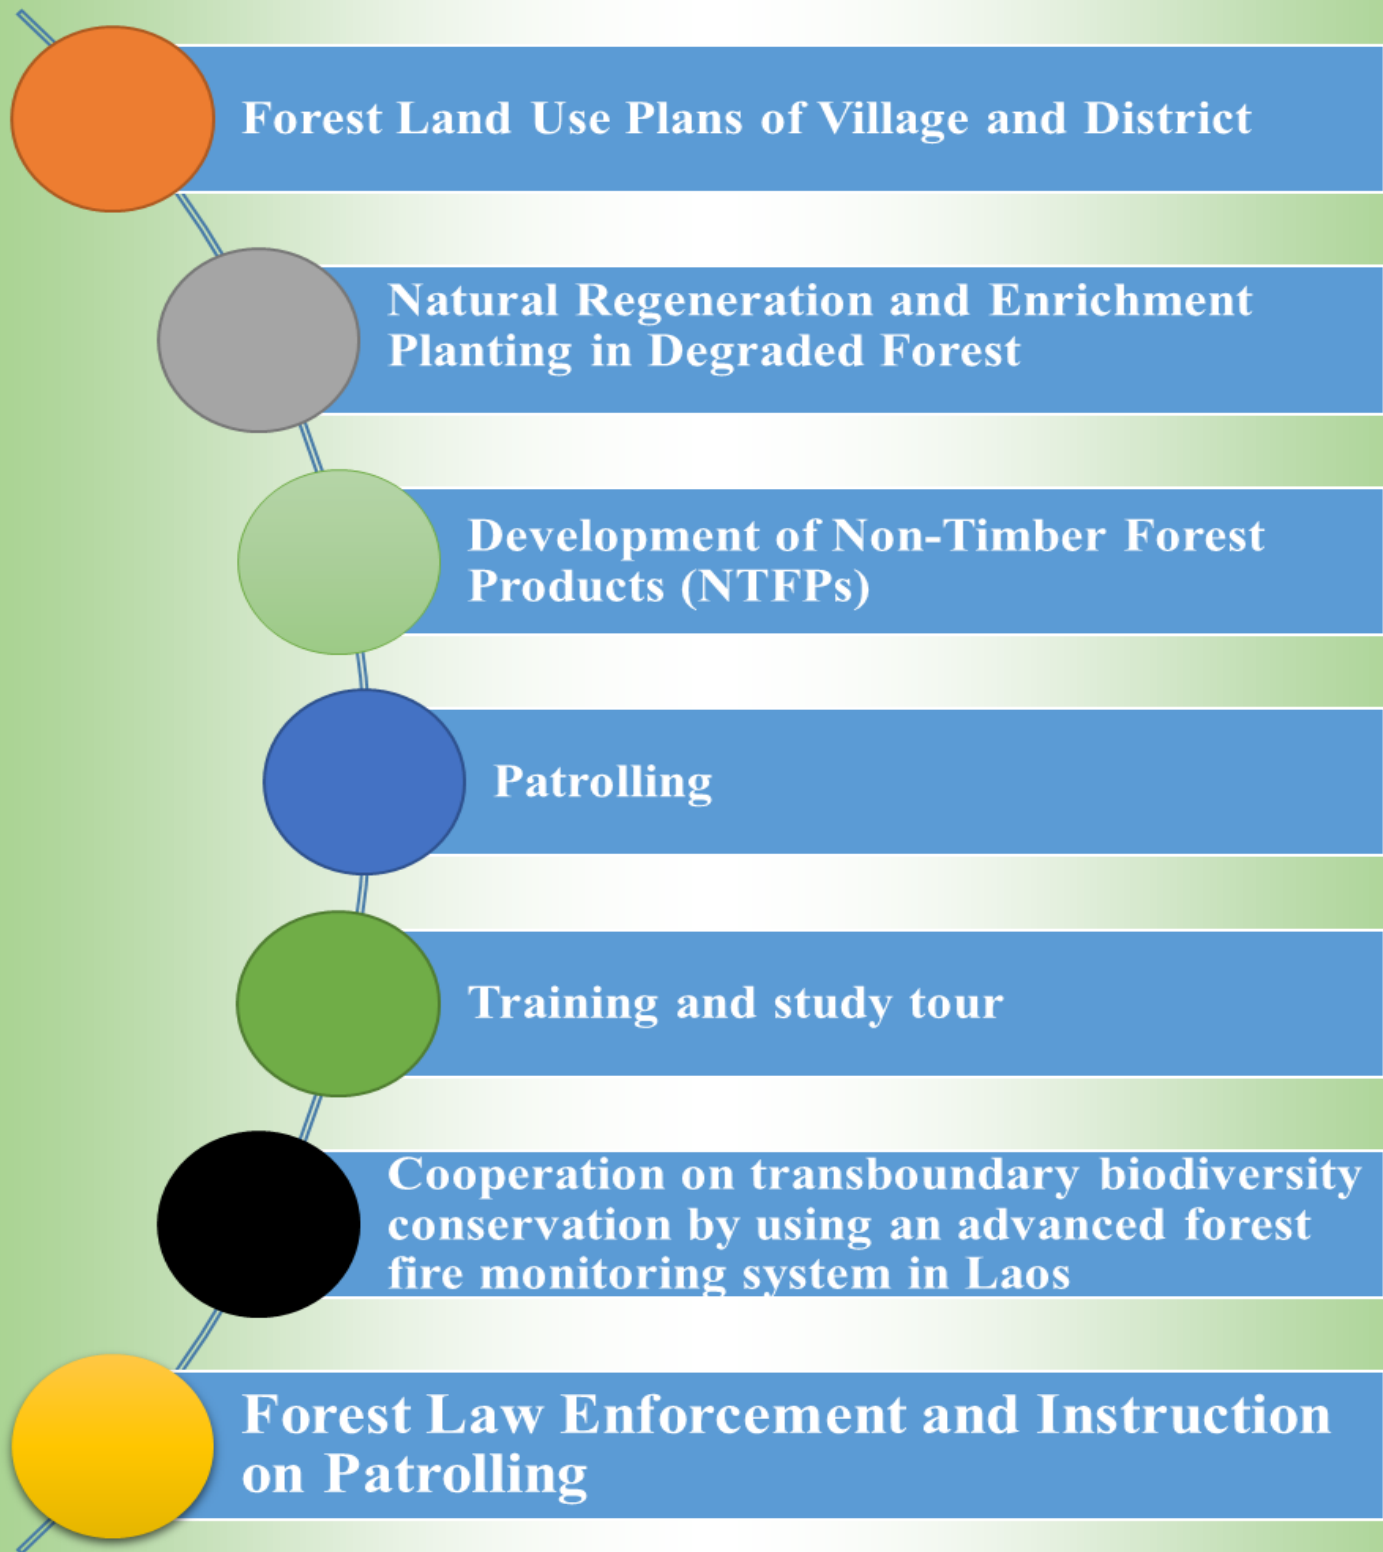 Forest Land Use Plans of Village and District
Natural Regeneration and Enrichment
Planting in Degraded Forest
Development of Non-Timber Forest
Products (NTFPs)
Patrolling
Training and study tour
Cooperation on transboundary biodiversity
conservation by using an advanced forest
fire monitoring system in Laos
Forest Law Enforcement and Instruction
on Patrolling